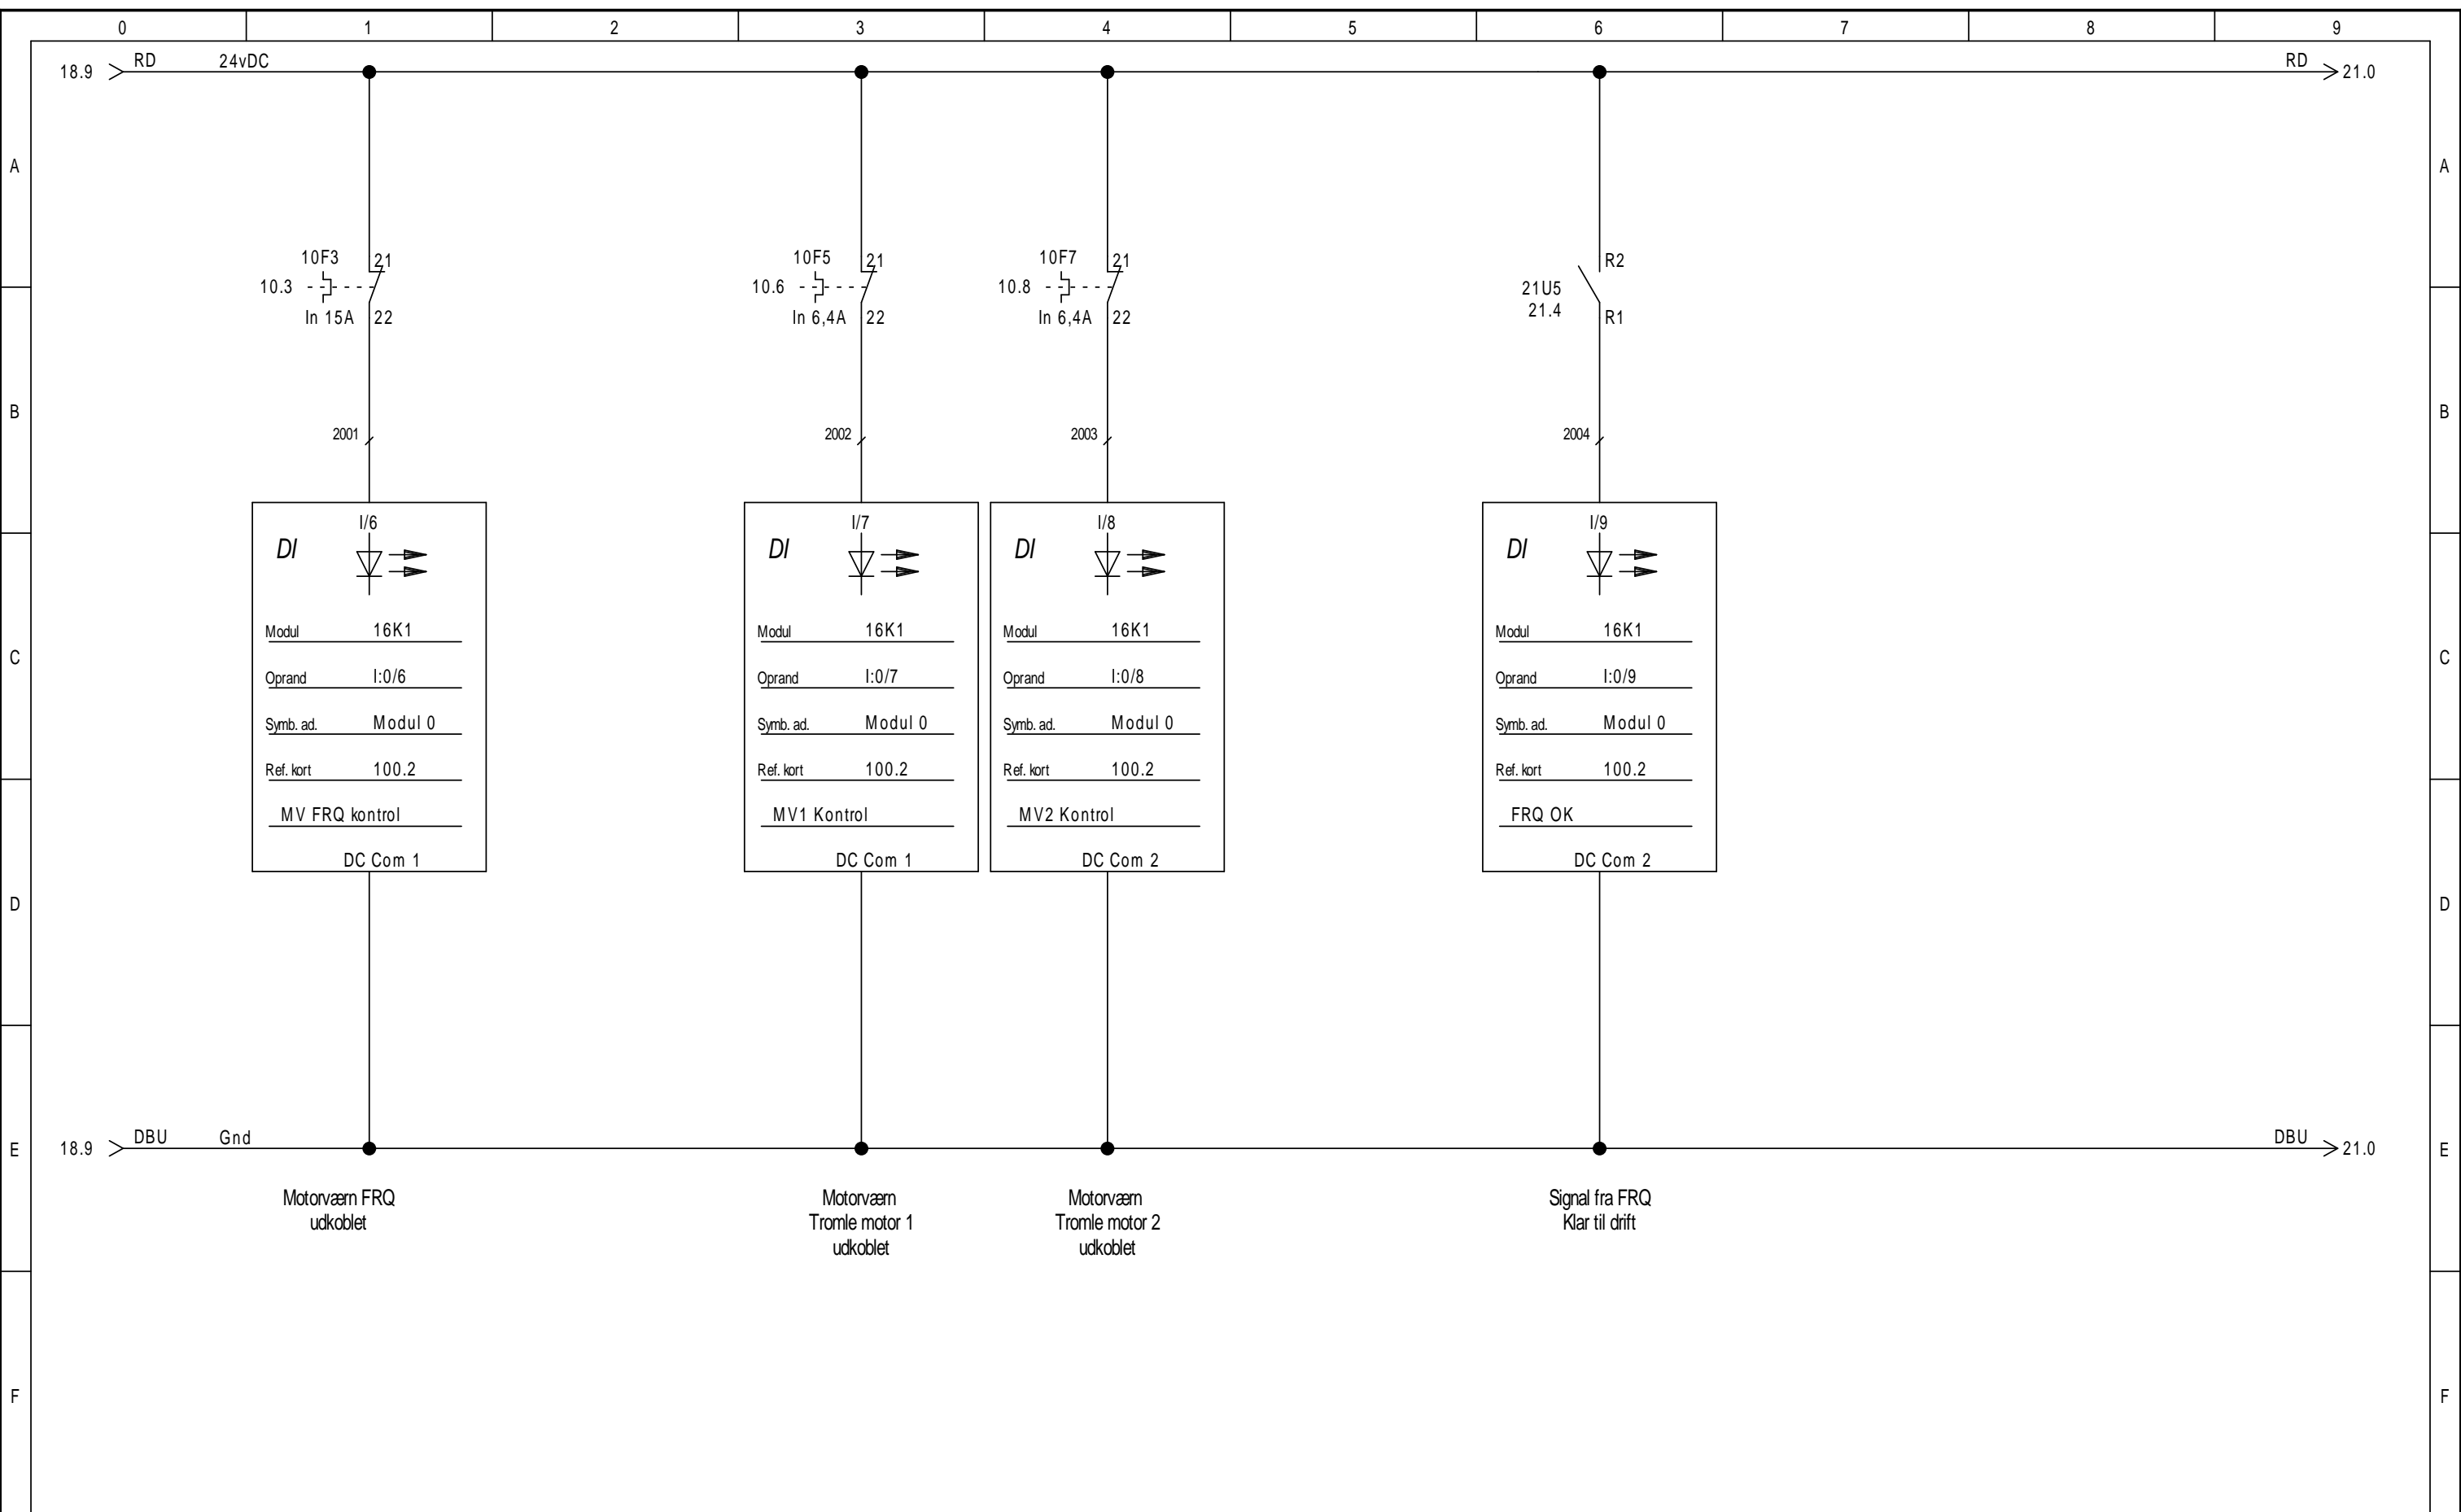 0 1 2 3 4 5 6 7 8 9
RD 24vDC RD
18.9 21.0
A A
10F3 21 10F5 21 10F7 21 R2
10.3 10.6 10.8 21U5
In 15A 22 In 6,4A 22 In 6,4A 22 21.4 R1
B B
2001 2002 2003 2004
I/6 I/7 I/8 I/9
DI DI DI DI
Modul 16K1 Modul 16K1 Modul 16K1 Modul 16K1
C C
Oprand I:0/6 Oprand I:0/7 Oprand I:0/8 Oprand I:0/9
Symb. ad. Modul 0 Symb. ad. Modul 0 Symb. ad. Modul 0 Symb. ad. Modul 0
Ref. kort 100.2 Ref. kort 100.2 Ref. kort 100.2 Ref. kort 100.2
MV FRQ kontrol MV1 Kontrol MV2 Kontrol FRQ OK
DC Com 1 DC Com 1 DC Com 2 DC Com 2
D D
DBU Gnd DBU
E 18.9 21.0 E
Motorværn FRQ Motorværn Motorværn Signal fra FRQ
udkoblet Tromle motor 1 Tromle motor 2 Klar til drift
udkoblet udkoblet
F F